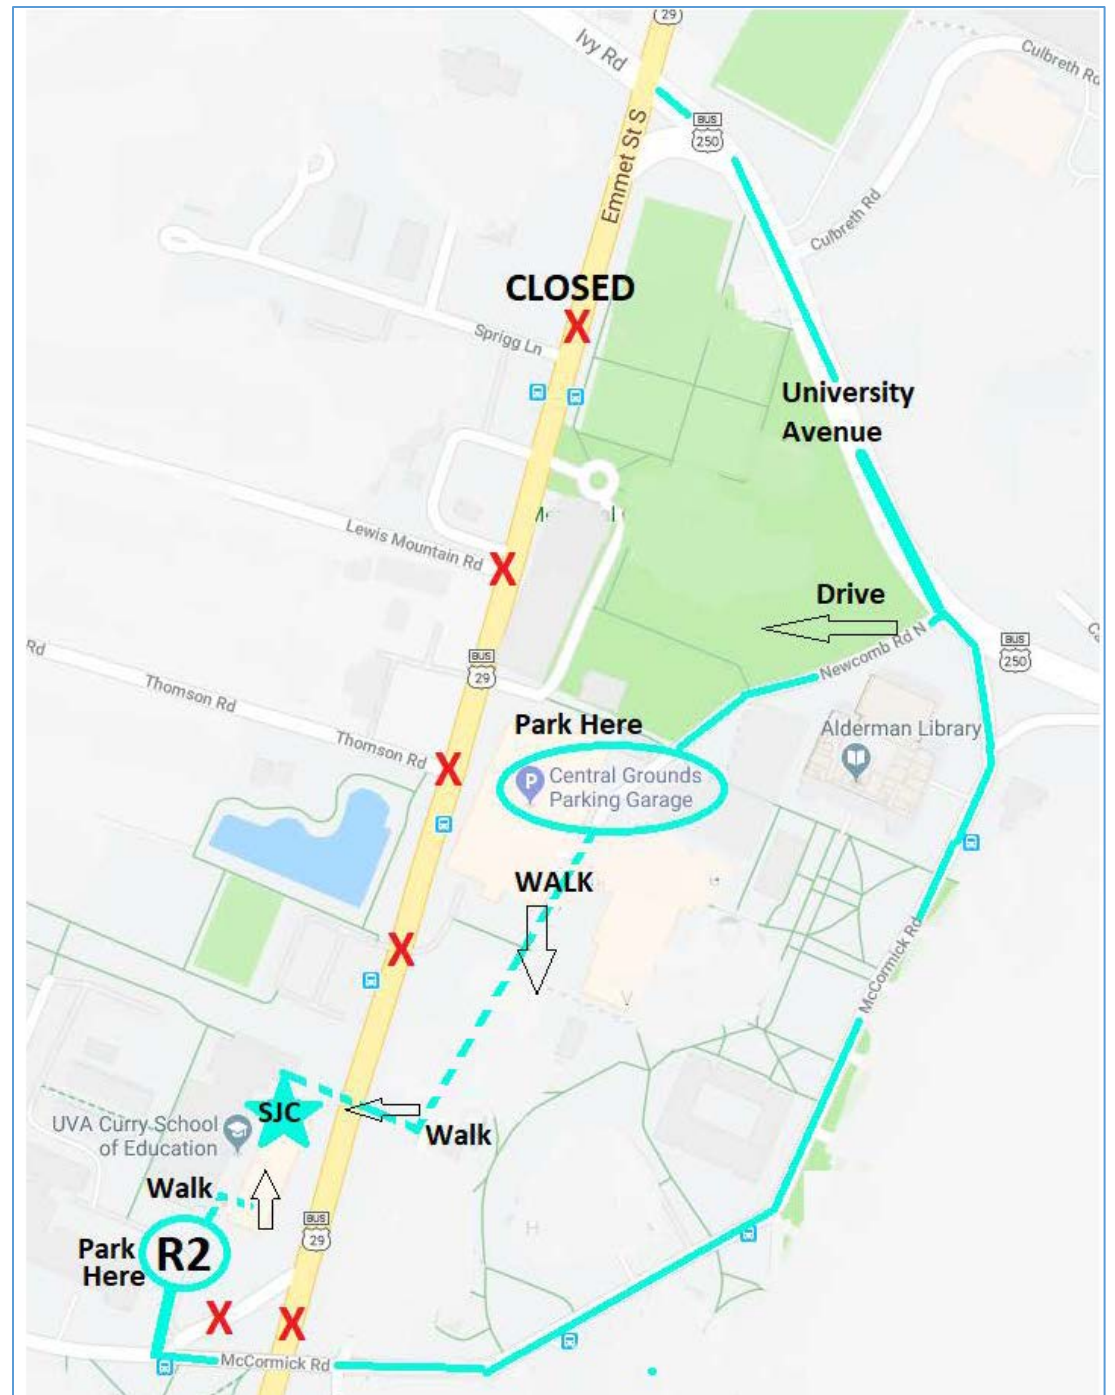 29
Ivy Rd
Culbreth Rd
BUS
250
Emmet St S
Culbreth Rd
CLOSED
X
Sprigg Ln
University
Avenue
Lewis Mountain Rd
X
Drive
Newcomb Rd N
BUS
250
Rd
BUS
29
Thomson Rd
Park Here
Alderman Library
Thomson Rd
X
P
Central Grounds
Parking Garage
WALK
X
McCormick Rd
SJC
UVA Curry School
of Education
Walk
Walk
BUS
29
H
Park
Here
R2
X
X
McCormick Rd